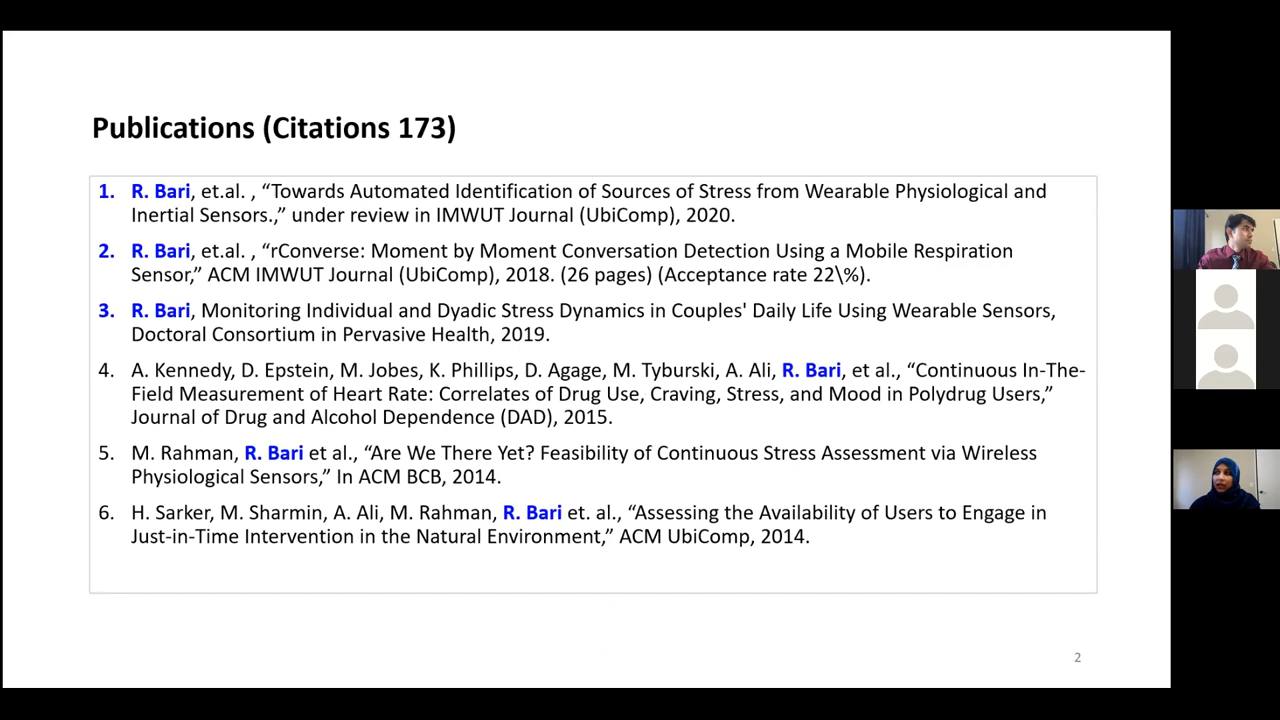 Publications (Citations 173)
1. R. Bari, et.al. , “Towards Automated Identification of Sources of Stress from Wearable Physiological and
Inertial Sensors.,” under review in IMWUT Journal (UbiComp), 2020.
2. R. Bari, et.al. , “rConverse: Moment by Moment Conversation Detection Using a Mobile Respiration
Sensor,” ACM IMWUT Journal (UbiComp), 2018. (26 pages) (Acceptance rate 22\%).
3. R. Bari, Monitoring Individual and Dyadic Stress Dynamics in Couples' Daily Life Using Wearable Sensors,
Doctoral Consortium in Pervasive Health, 2019.
4. A. Kennedy, D. Epstein, M. Jobes, K. Phillips, D. Agage, M. Tyburski, A. Ali, R. Bari, et al., “Continuous In-The-
Field Measurement of Heart Rate: Correlates of Drug Use, Craving, Stress, and Mood in Polydrug Users,”
Journal of Drug and Alcohol Dependence (DAD), 2015.
5. M. Rahman, R. Bari et al., “Are We There Yet? Feasibility of Continuous Stress Assessment via Wireless
Physiological Sensors,” In ACM BCB, 2014.
6. H. Sarker, M. Sharmin, A. Ali, M. Rahman, R. Bari et. al., “Assessing the Availability of Users to Engage in
Just-in-Time Intervention in the Natural Environment,” ACM UbiComp, 2014.
2